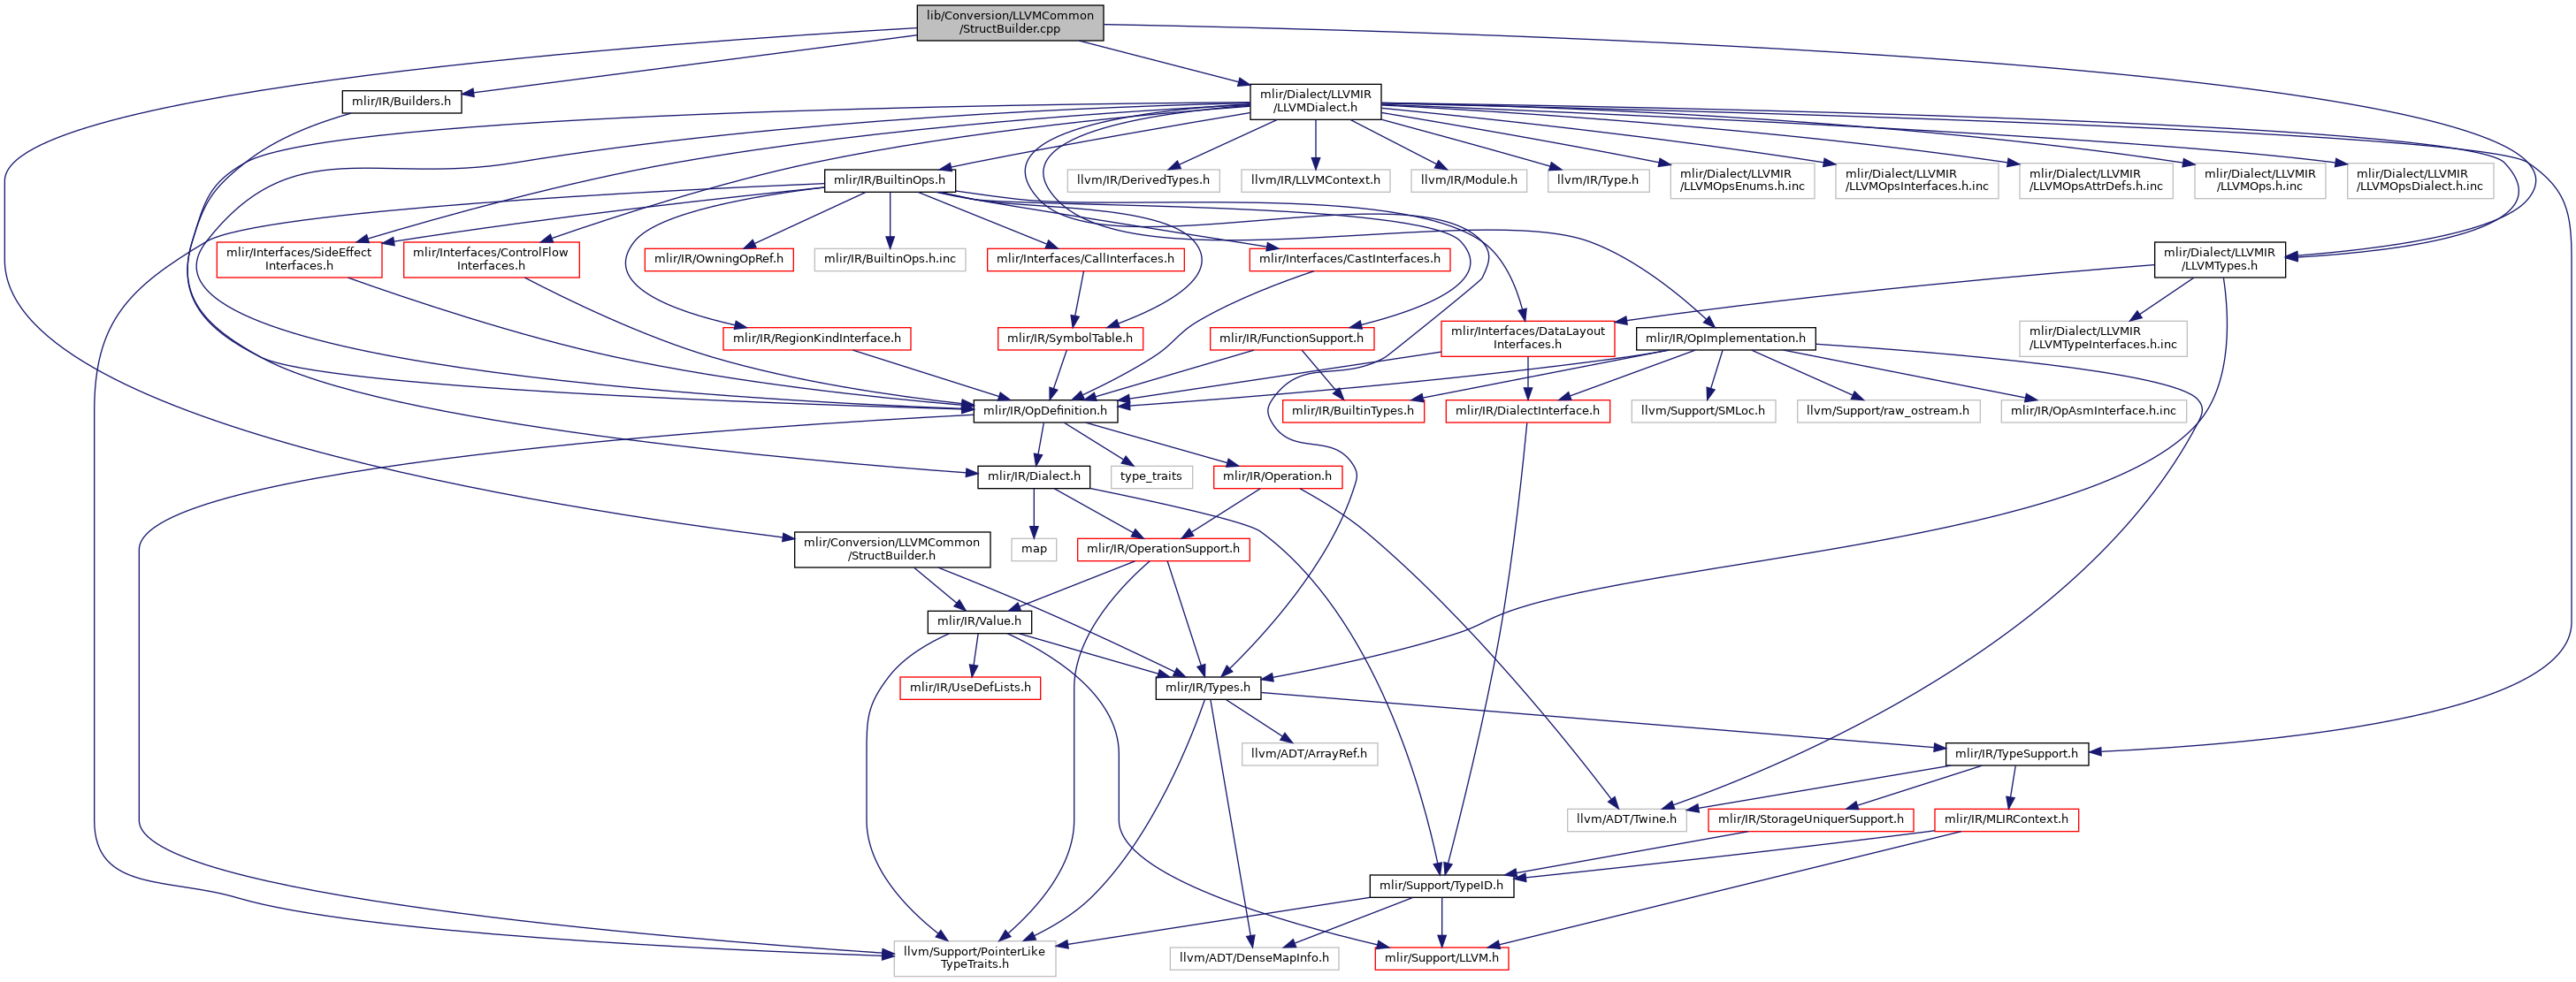 lib/Conversion/LLVMCommon
/StructBuilder.cpp
mlir/IR/Builders.h
mlir/Dialect/LLVMIR
/LLVMDialect.h
mlir/IR/BuiltinOps.h
llvm/IR/DerivedTypes.h
llvm/IR/LLVMContext.h
llvm/IR/Module.h
llvm/IR/Type.h
mlir/Dialect/LLVMIR
/LLVMOpsEnums.h.inc
mlir/Dialect/LLVMIR
/LLVMOpsInterfaces.h.inc
mlir/Dialect/LLVMIR
/LLVMOpsAttrDefs.h.inc
mlir/Dialect/LLVMIR
/LLVMOps.h.inc
mlir/Dialect/LLVMIR
/LLVMOpsDialect.h.inc
mlir/Interfaces/SideEffect
Interfaces.h
mlir/Interfaces/ControlFlow
Interfaces.h
mlir/IR/OwningOpRef.h
mlir/IR/BuiltinOps.h.inc
mlir/Interfaces/CallInterfaces.h
mlir/Interfaces/CastInterfaces.h
mlir/Dialect/LLVMIR
/LLVMTypes.h
mlir/IR/RegionKindInterface.h
mlir/IR/SymbolTable.h
mlir/IR/FunctionSupport.h
mlir/Interfaces/DataLayout
Interfaces.h
mlir/IR/OpImplementation.h
mlir/Dialect/LLVMIR
/LLVMTypeInterfaces.h.inc
mlir/IR/OpDefinition.h
mlir/IR/BuiltinTypes.h
mlir/IR/DialectInterface.h
llvm/Support/SMLoc.h
llvm/Support/raw_ostream.h
mlir/IR/OpAsmInterface.h.inc
mlir/IR/Dialect.h
type_traits
mlir/IR/Operation.h
mlir/Conversion/LLVMCommon
/StructBuilder.h
map
mlir/IR/OperationSupport.h
mlir/IR/Value.h
mlir/IR/UseDefLists.h
mlir/IR/Types.h
llvm/ADT/ArrayRef.h
mlir/IR/TypeSupport.h
llvm/ADT/Twine.h
mlir/IR/StorageUniquerSupport.h
mlir/IR/MLIRContext.h
mlir/Support/TypeID.h
llvm/Support/PointerLike
TypeTraits.h
llvm/ADT/DenseMapInfo.h
mlir/Support/LLVM.h